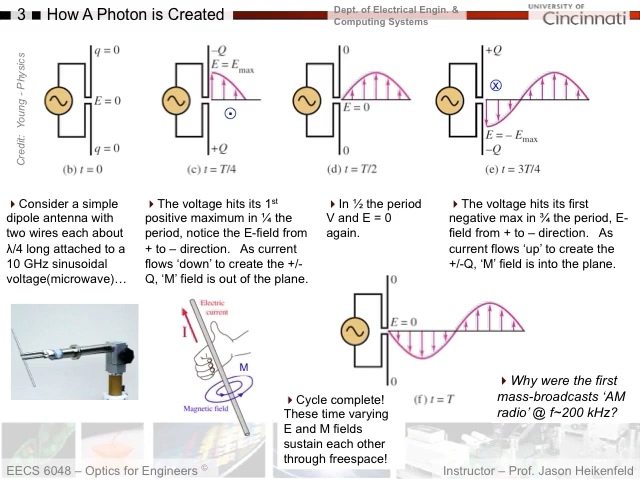 3 How A Photon is Created
Dept. of Electrical Engin. &
Computing Systems
UNIVERSITY OF
Cincinnati
Credit: Young - Physics
q = 0
E = 0
q = 0
(b) t = 0
–Q
E = Emax
+Q
(c) t = T/4
0
E = 0
0
(d) t = T/2
+Q
E = – Emax
–Q
(e) t = 3T/4
Consider a simple
dipole antenna with
two wires each about
λ/4 long attached to a
10 GHz sinusoidal
voltage(microwave)…
The voltage hits its 1st
positive maximum in ¼ the
period, notice the E-field from
+ to – direction. As current
flows ‘down’ to create the +/-
Q, ‘M’ field is out of the plane.
In ½ the period
V and E = 0
again.
The voltage hits its first
negative max in ¾ the period, E-
field from + to – direction. As
current flows ‘up’ to create the
+/-Q, ‘M’ field is into the plane.
Electric
current
I
M
Magnetic field
0
E = 0
0
(f) t = T
Cycle complete!
These time varying
E and M fields
sustain each other
through freespace!
Why were the first
mass-broadcasts ‘AM
radio’ @ f~200 kHz?
EECS 6048 – Optics for Engineers ©
Instructor – Prof. Jason Heikenfeld